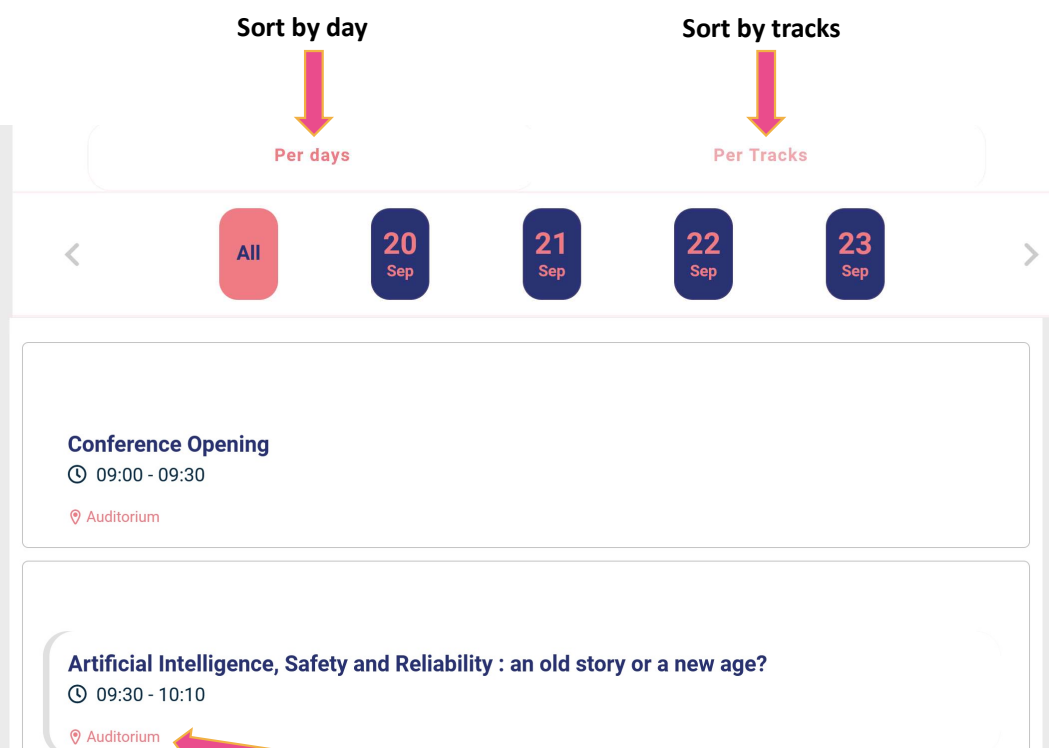 Sort by day Sort by tracks
Per days Per Tracks
All 20 Sep 21 Sep 22 Sep 23 Sep
Conference Opening
09:00 - 09:30
Auditorium
Artificial Intelligence, Safety and Reliability : an old story or a new age?
09:30 - 10:10
Auditorium